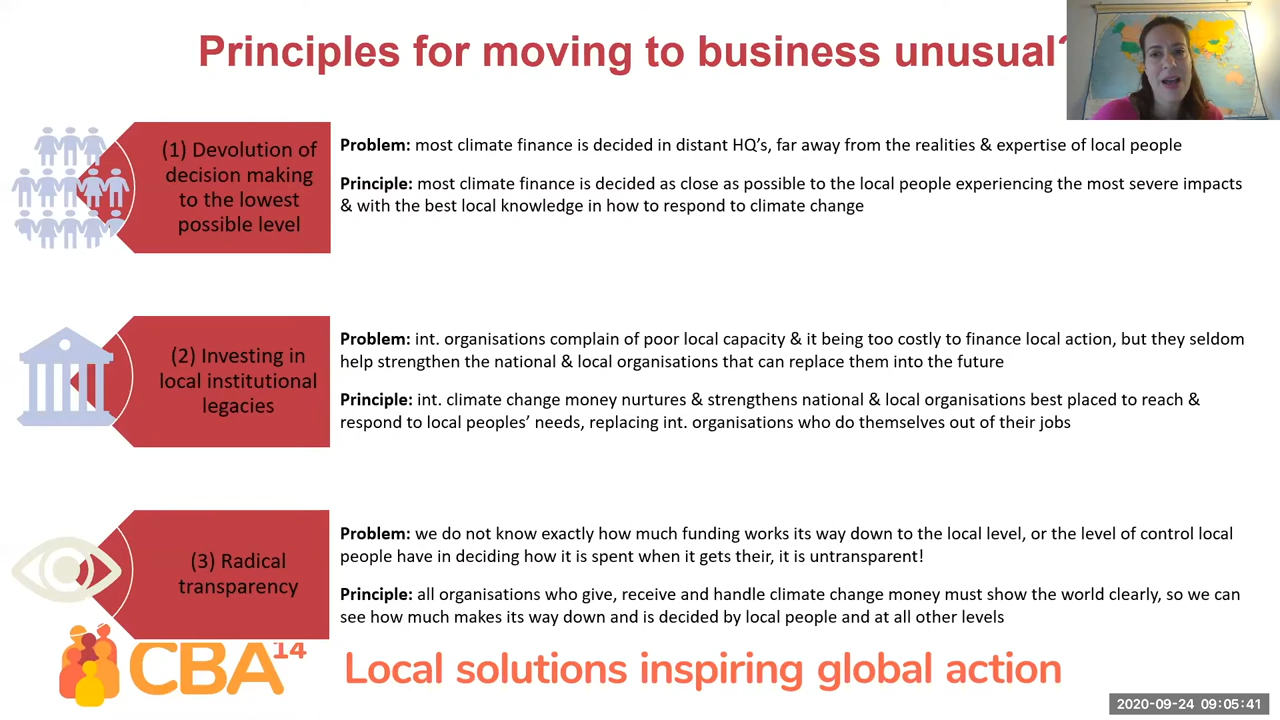 Principles for moving to business unusual?
(1) Devolution of
decision making
to the lowest
possible level
Problem: most climate finance is decided in distant HQ's, far away from the realities & expertise of local people
Principle: most climate finance is decided as close as possible to the local people experiencing the most severe impacts
& with the best local knowledge in how to respond to climate change
(2) Investing in
local institutional
legacies
Problem: int. organisations complain of poor local capacity & it being too costly to finance local action, but they seldom
help strengthen the national & local organisations that can replace them into the future
Principle: int. climate change money nurtures & strengthens national & local organisations best placed to reach &
respond to local peoples' needs, replacing int. organisations who do themselves out of their jobs
(3) Radical
transparency
Problem: we do not know exactly how much funding works its way down to the local level, or the level of control local
people have in deciding how it is spent when it gets their, it is untransparent!
Principle: all organisations who give, receive and handle climate change money must show the world clearly, so we can
see how much makes its way down and is decided by local people and at all other levels
CBA14
Local solutions inspiring global action
2020-09-24 09:05:41